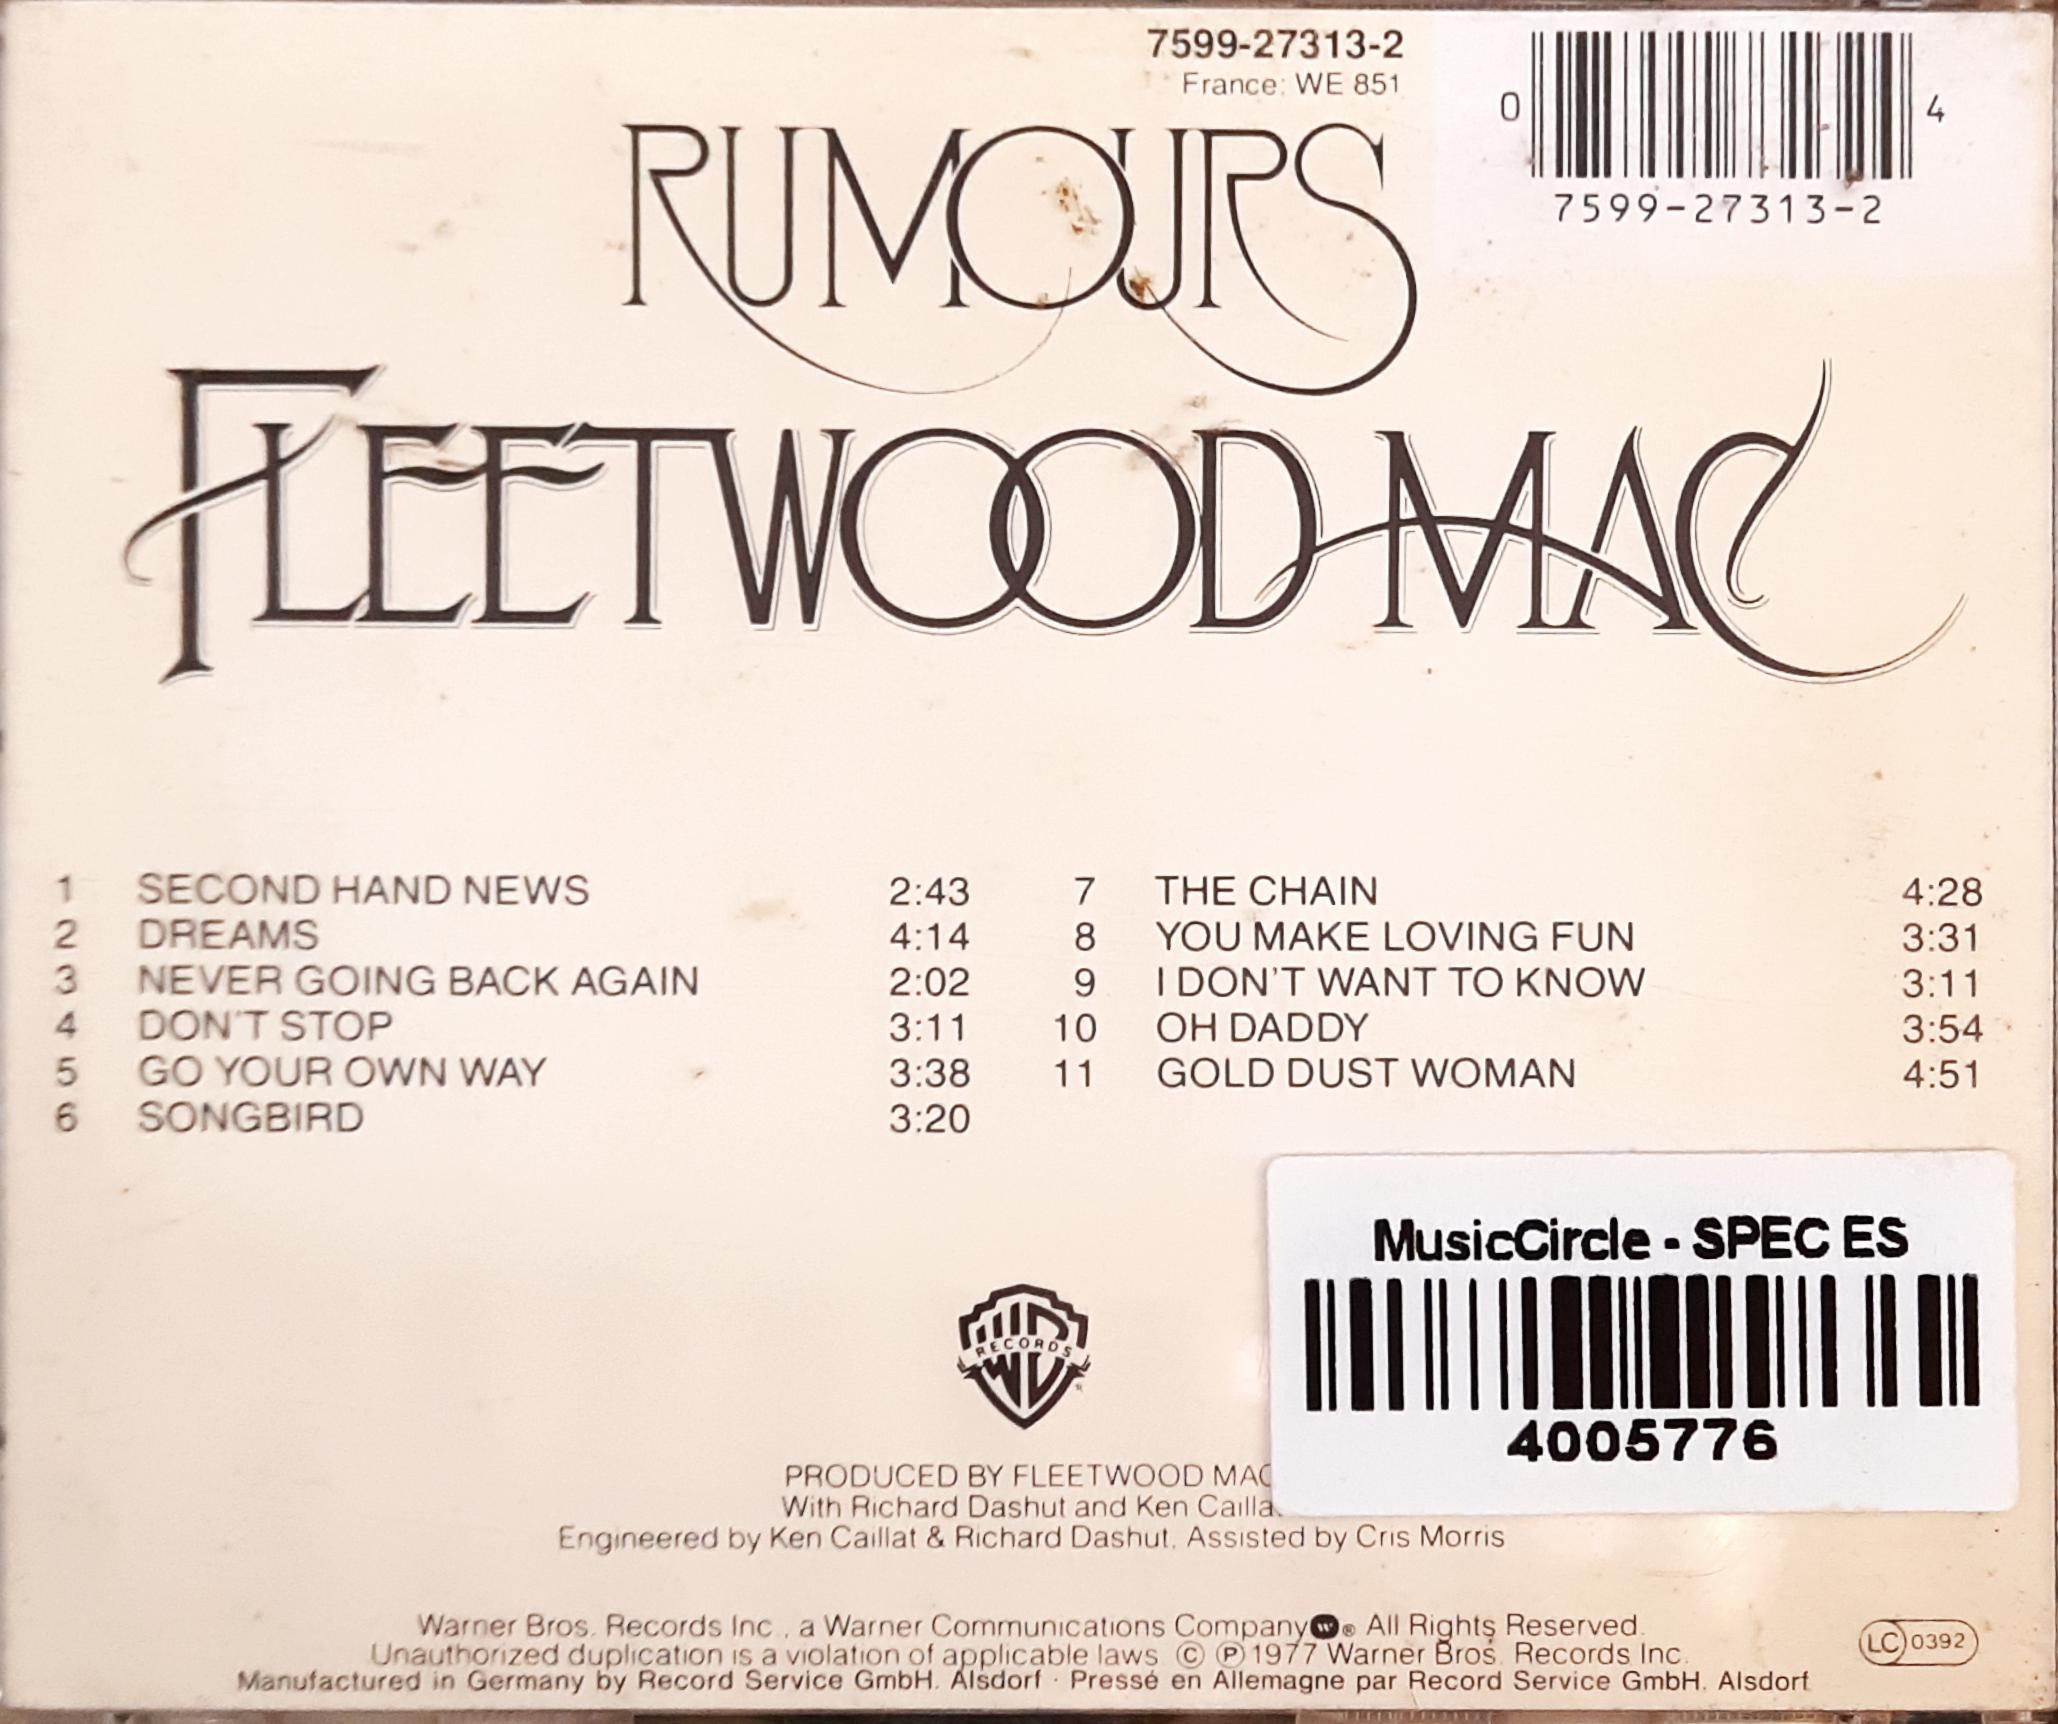 7599-27313-2
France: WE 851
0 4
7599-27313-2
RUMOURS
FLEETWOOD MAC
1 SECOND HAND NEWS 2:43
2 DREAMS 4:14
3 NEVER GOING BACK AGAIN 2:02
4 DON'T STOP 3:11
5 GO YOUR OWN WAY 3:38
6 SONGBIRD 3:20
7 THE CHAIN 4:28
8 YOU MAKE LOVING FUN 3:31
9 I DON'T WANT TO KNOW 3:11
10 OH DADDY 3:54
11 GOLD DUST WOMAN 4:51
MusicCircle - SPEC ES
4005776
WB RECORDS
PRODUCED BY FLEETWOOD MAC
With Richard Dashut and Ken Cailla
Engineered by Ken Caillat & Richard Dashut, Assisted by Cris Morris
Warner Bros. Records Inc., a Warner Communications Company ® All Rights Reserved.
Unauthorized duplication is a violation of applicable laws. © ℗ 1977 Warner Bros. Records Inc.
Manufactured in Germany by Record Service GmbH. Alsdorf · Pressé en Allemagne par Record Service GmbH. Alsdorf
LC 0392